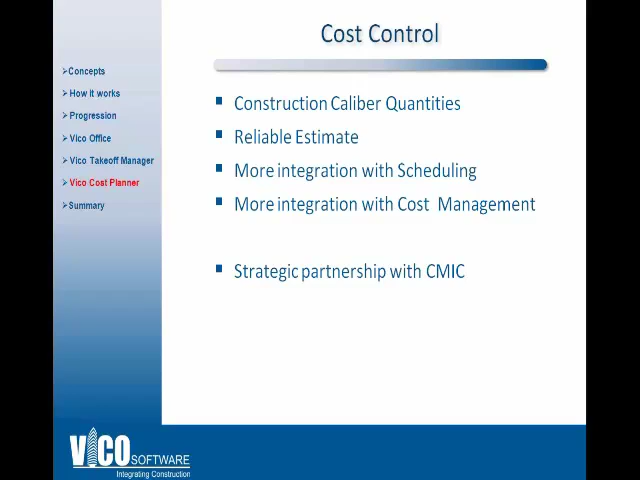 Cost Control
Concepts
How it works
Progression
Vico Office
Vico Takeoff Manager
Vico Cost Planner
Summary
Construction Caliber Quantities
Reliable Estimate
More integration with Scheduling
More integration with Cost Management
Strategic partnership with CMIC
VICO SOFTWARE
Integrating Construction